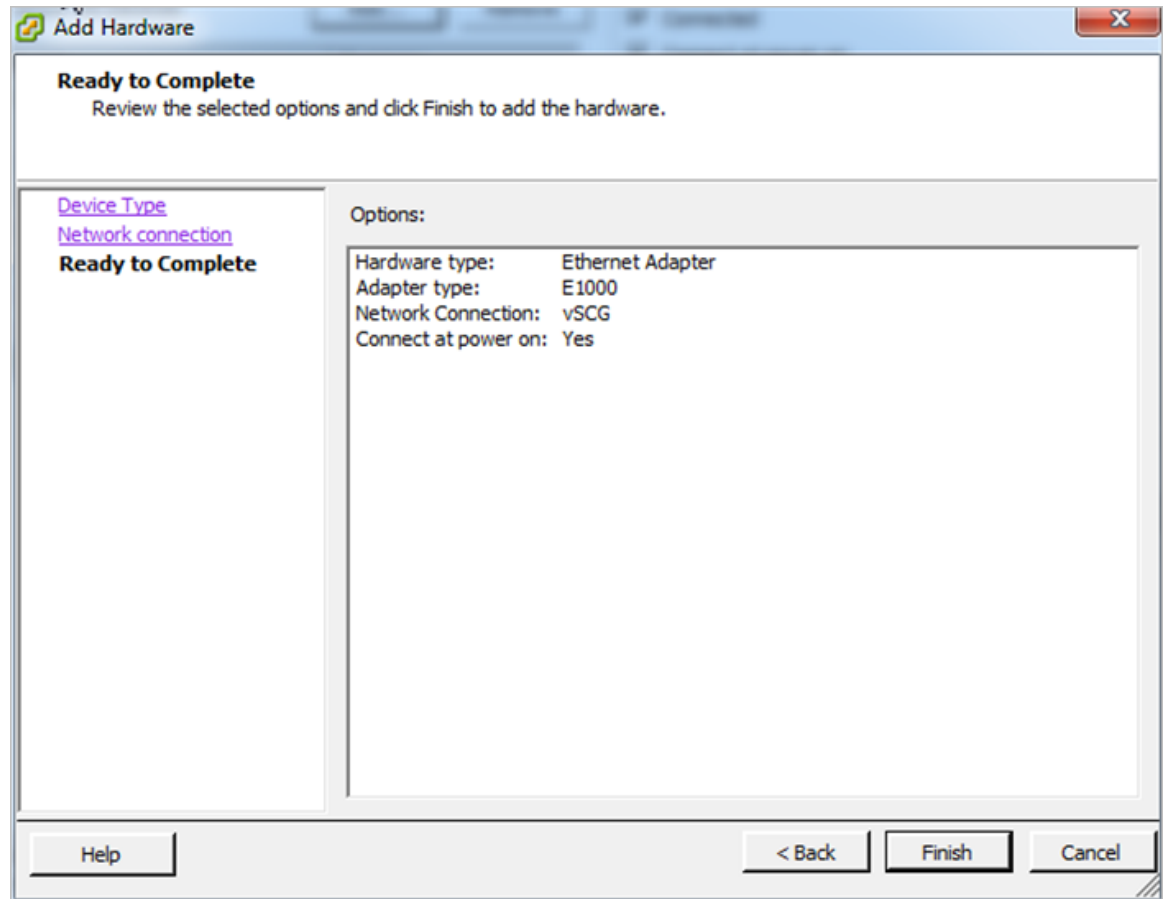 Add Hardware
Ready to Complete
Review the selected options and click Finish to add the hardware.
Device Type
Network connection
Ready to Complete
Options:
Hardware type: Ethernet Adapter
Adapter type: E1000
Network Connection: vSCG
Connect at power on: Yes
Help
< Back
Finish
Cancel